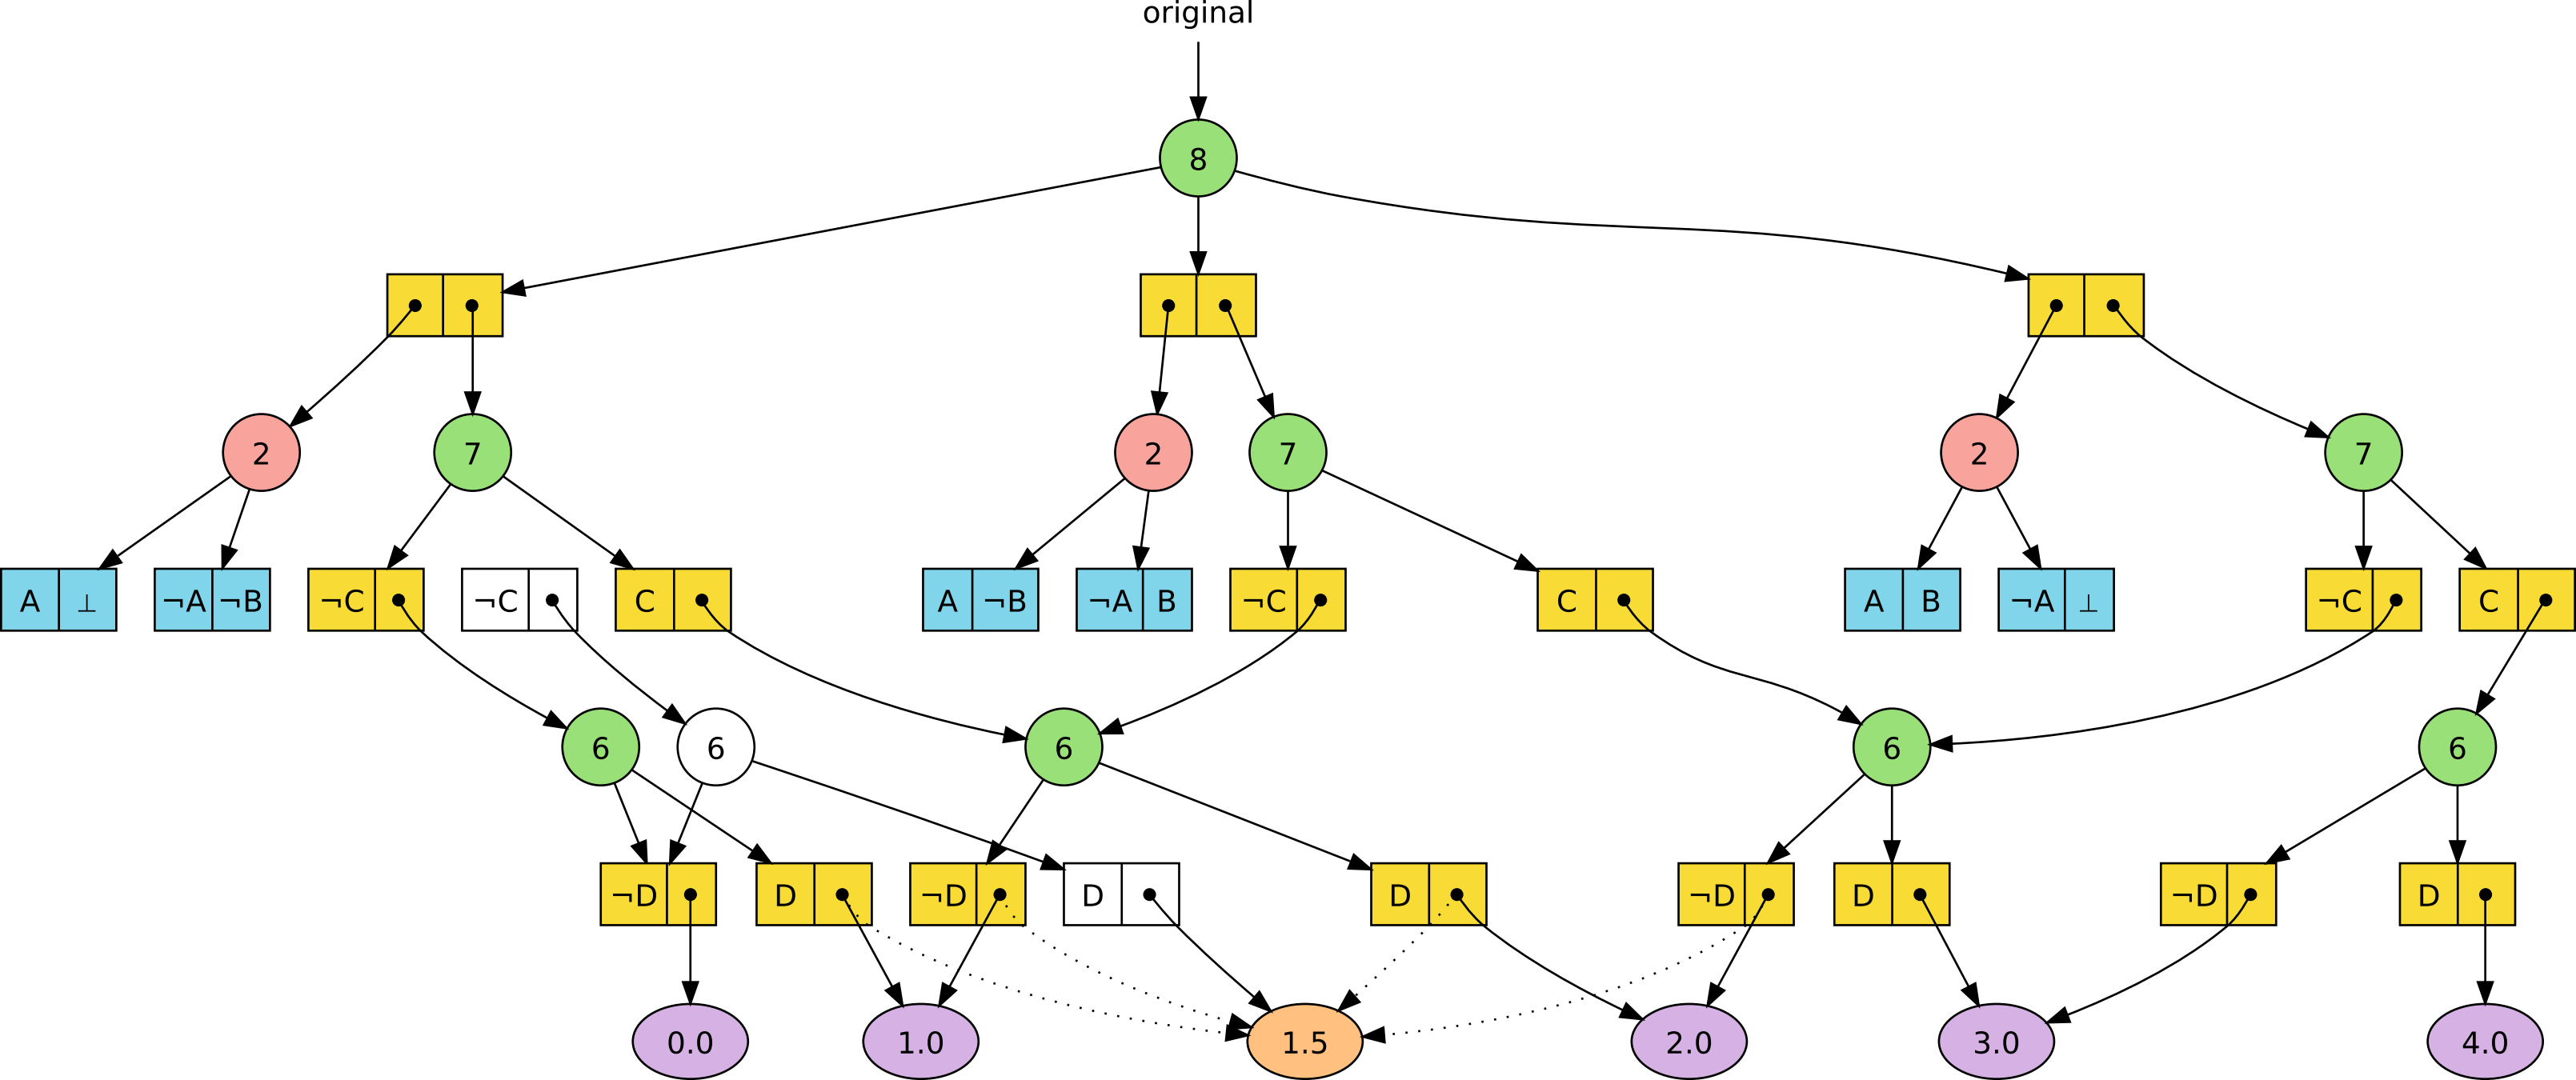 original
8
2 7 2 7 2 7
A ⊥ ¬A ¬B ¬C ¬C C A ¬B ¬A B ¬C C A B ¬A ⊥ ¬C C
6 6 6 6 6
¬D D ¬D D D ¬D D ¬D D
0.0 1.0 1.5 2.0 3.0 4.0